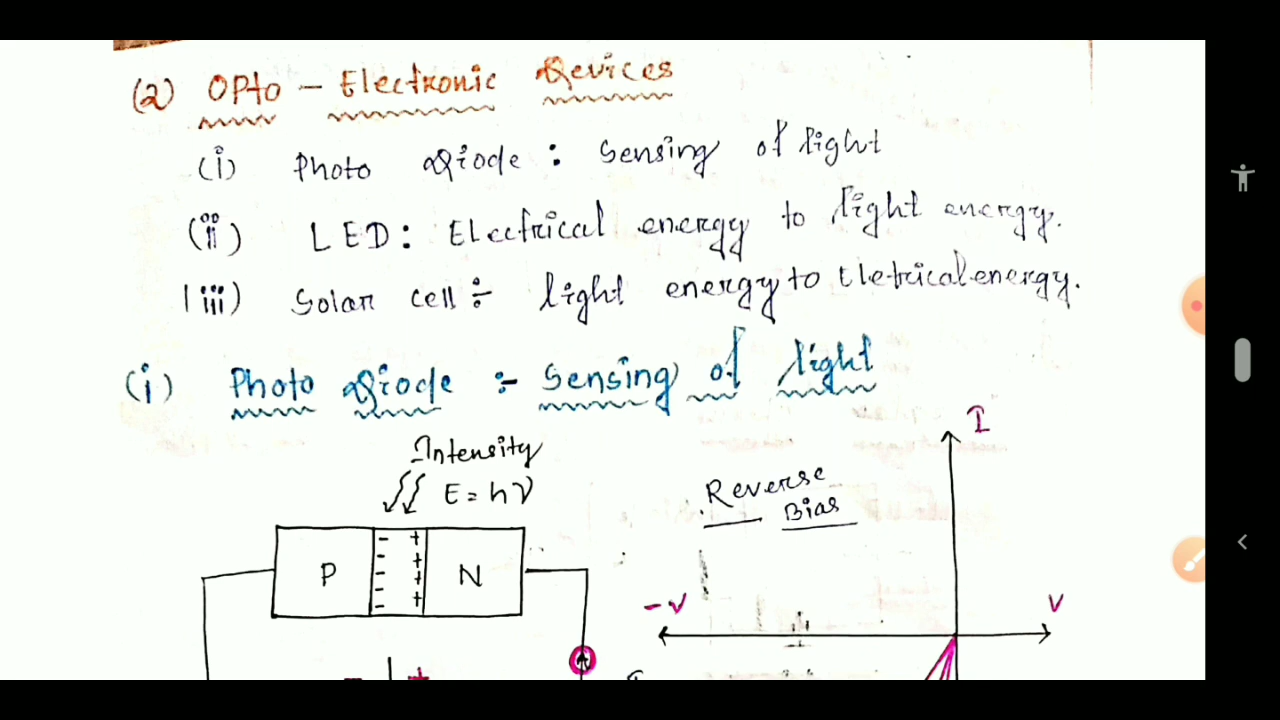 (2) Opto - Electronic Devices
(i) Photo Diode : Sensing of light
(ii) LED : Electrical energy to light energy.
(iii) Solar cell :- light energy to Eletrical energy.
(i) Photo Diode :- Sensing of light
Intensity
E = hν
Reverse
Bias
I
P - + N
- +
- +
- +
-
-V V
- +